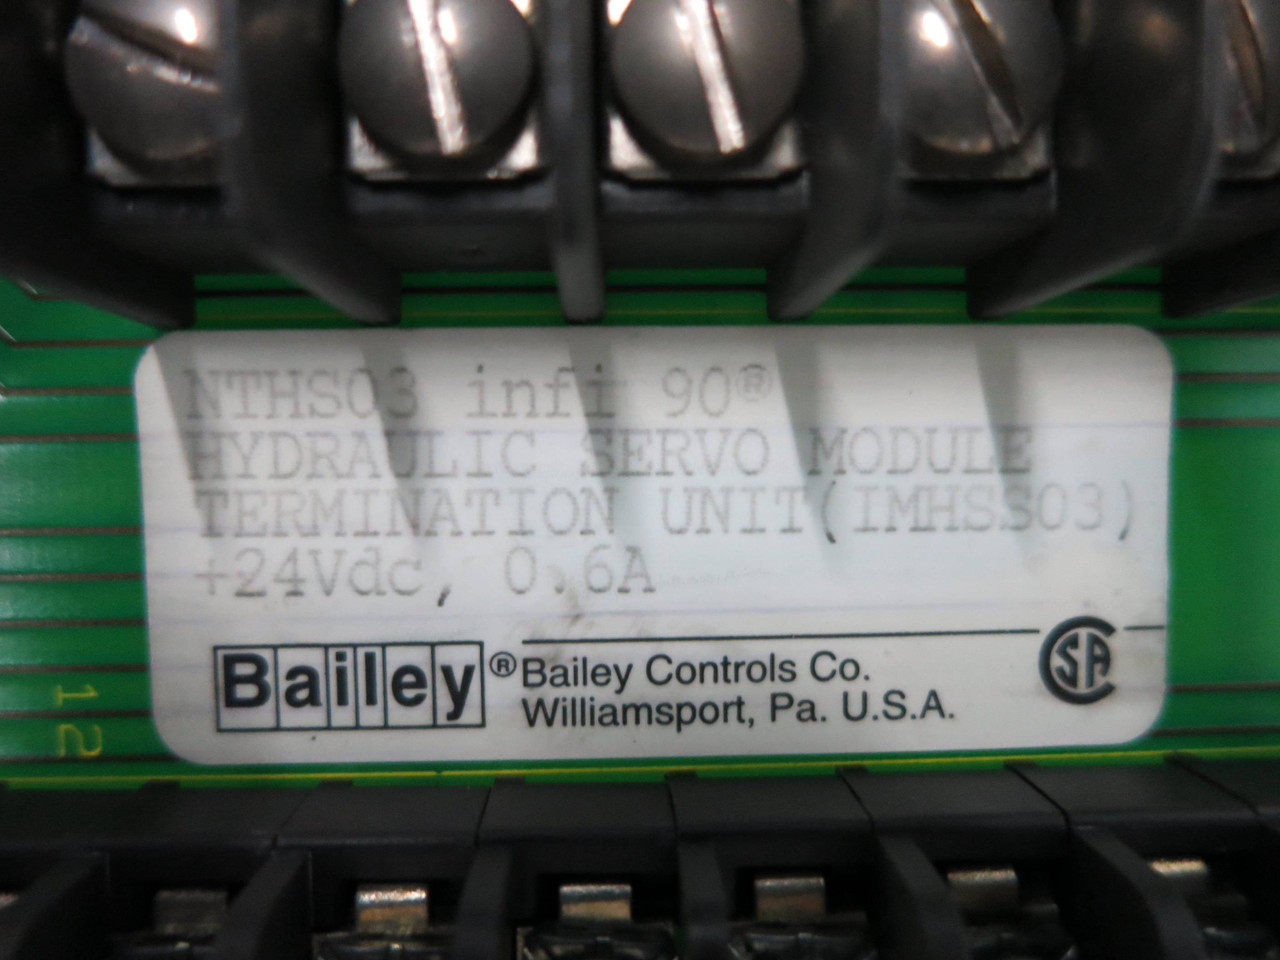 NTHS03 infi 90®
HYDRAULIC SERVO MODULE
TERMINATION UNIT(IMHSS03)
+24Vdc, 0.6A
Bailey® Bailey Controls Co.
Williamsport, Pa. U.S.A.
CSA
12